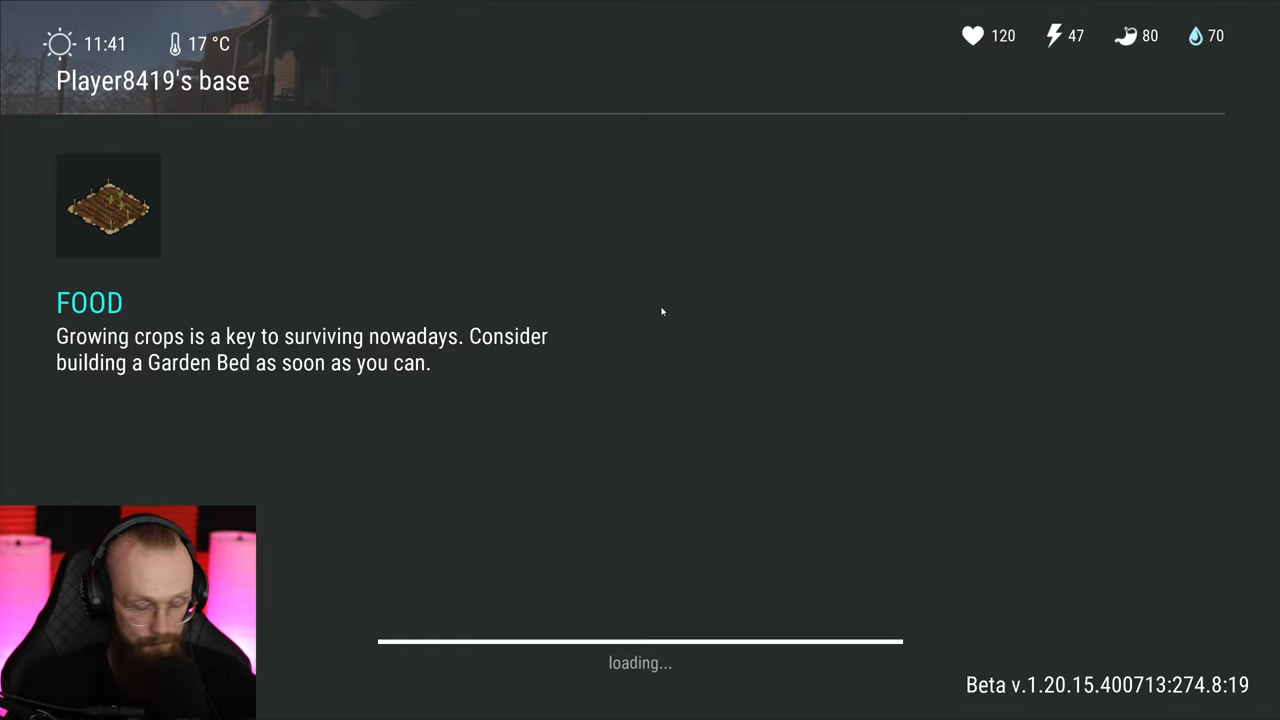 11:41 17 °C 120 47 80 70
Player8419's base
FOOD
Growing crops is a key to surviving nowadays. Consider
building a Garden Bed as soon as you can.
loading...
Beta v.1.20.15.400713:274.8:19